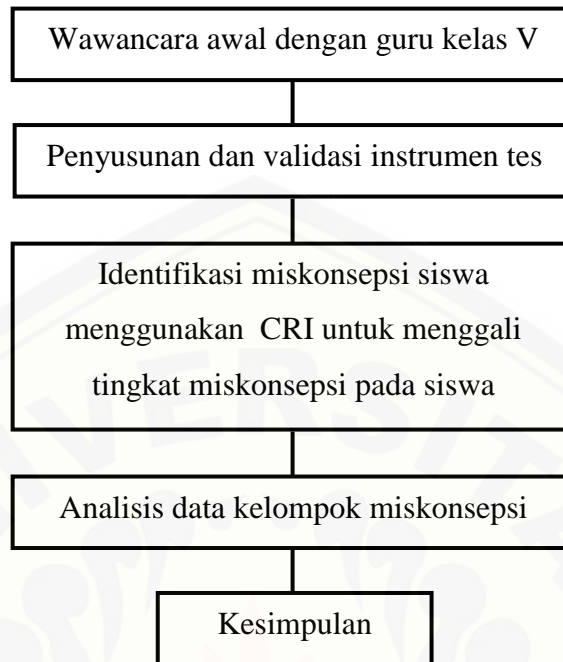 Wawancara awal dengan guru kelas V
Penyusunan dan validasi instrumen tes
Identifikasi miskonsepsi siswa
menggunakan CRI untuk menggali
tingkat miskonsepsi pada siswa
Analisis data kelompok miskonsepsi
Kesimpulan